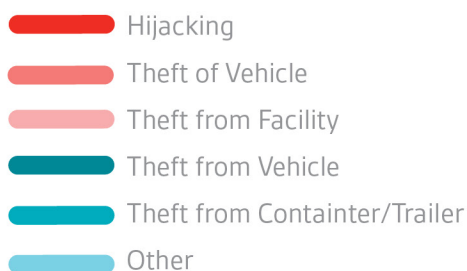 Hijacking
Theft of Vehicle
Theft from Facility
Theft from Vehicle
Theft from Containter/Trailer
Other